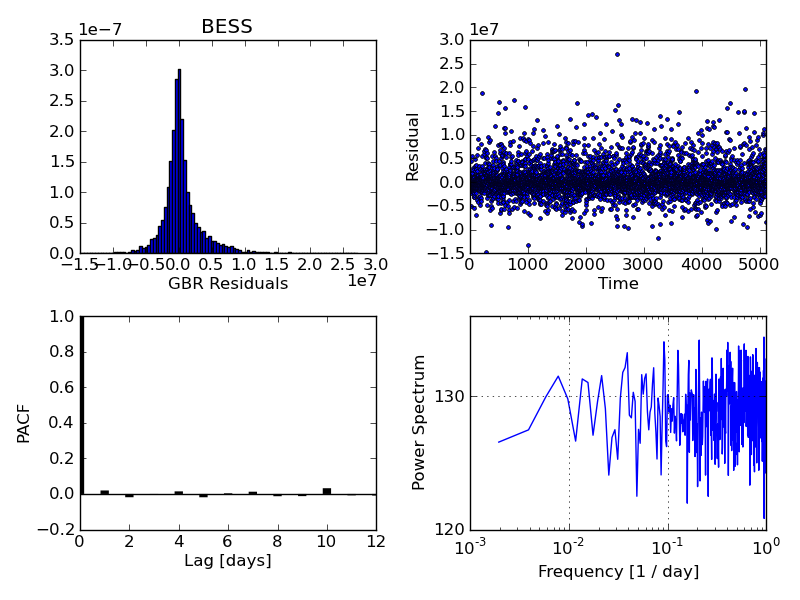 BESS
1e−7
3.5
3.0
2.5
2.0
1.5
1.0
0.5
0.0
−1.5 −1.0 −0.5 0.0 0.5 1.0 1.5 2.0 2.5 3.0
GBR Residuals
1e7
1e7
3.0
2.5
2.0
1.5
1.0
0.5
0.0
−0.5
−1.0
−1.5
Residual
0 1000 2000 3000 4000 5000
Time
1.0
0.8
0.6
0.4
0.2
0.0
−0.2
PACF
0 2 4 6 8 10 12
Lag [days]
130
120
Power Spectrum
10^-3 10^-2 10^-1 10^0
Frequency [1 / day]